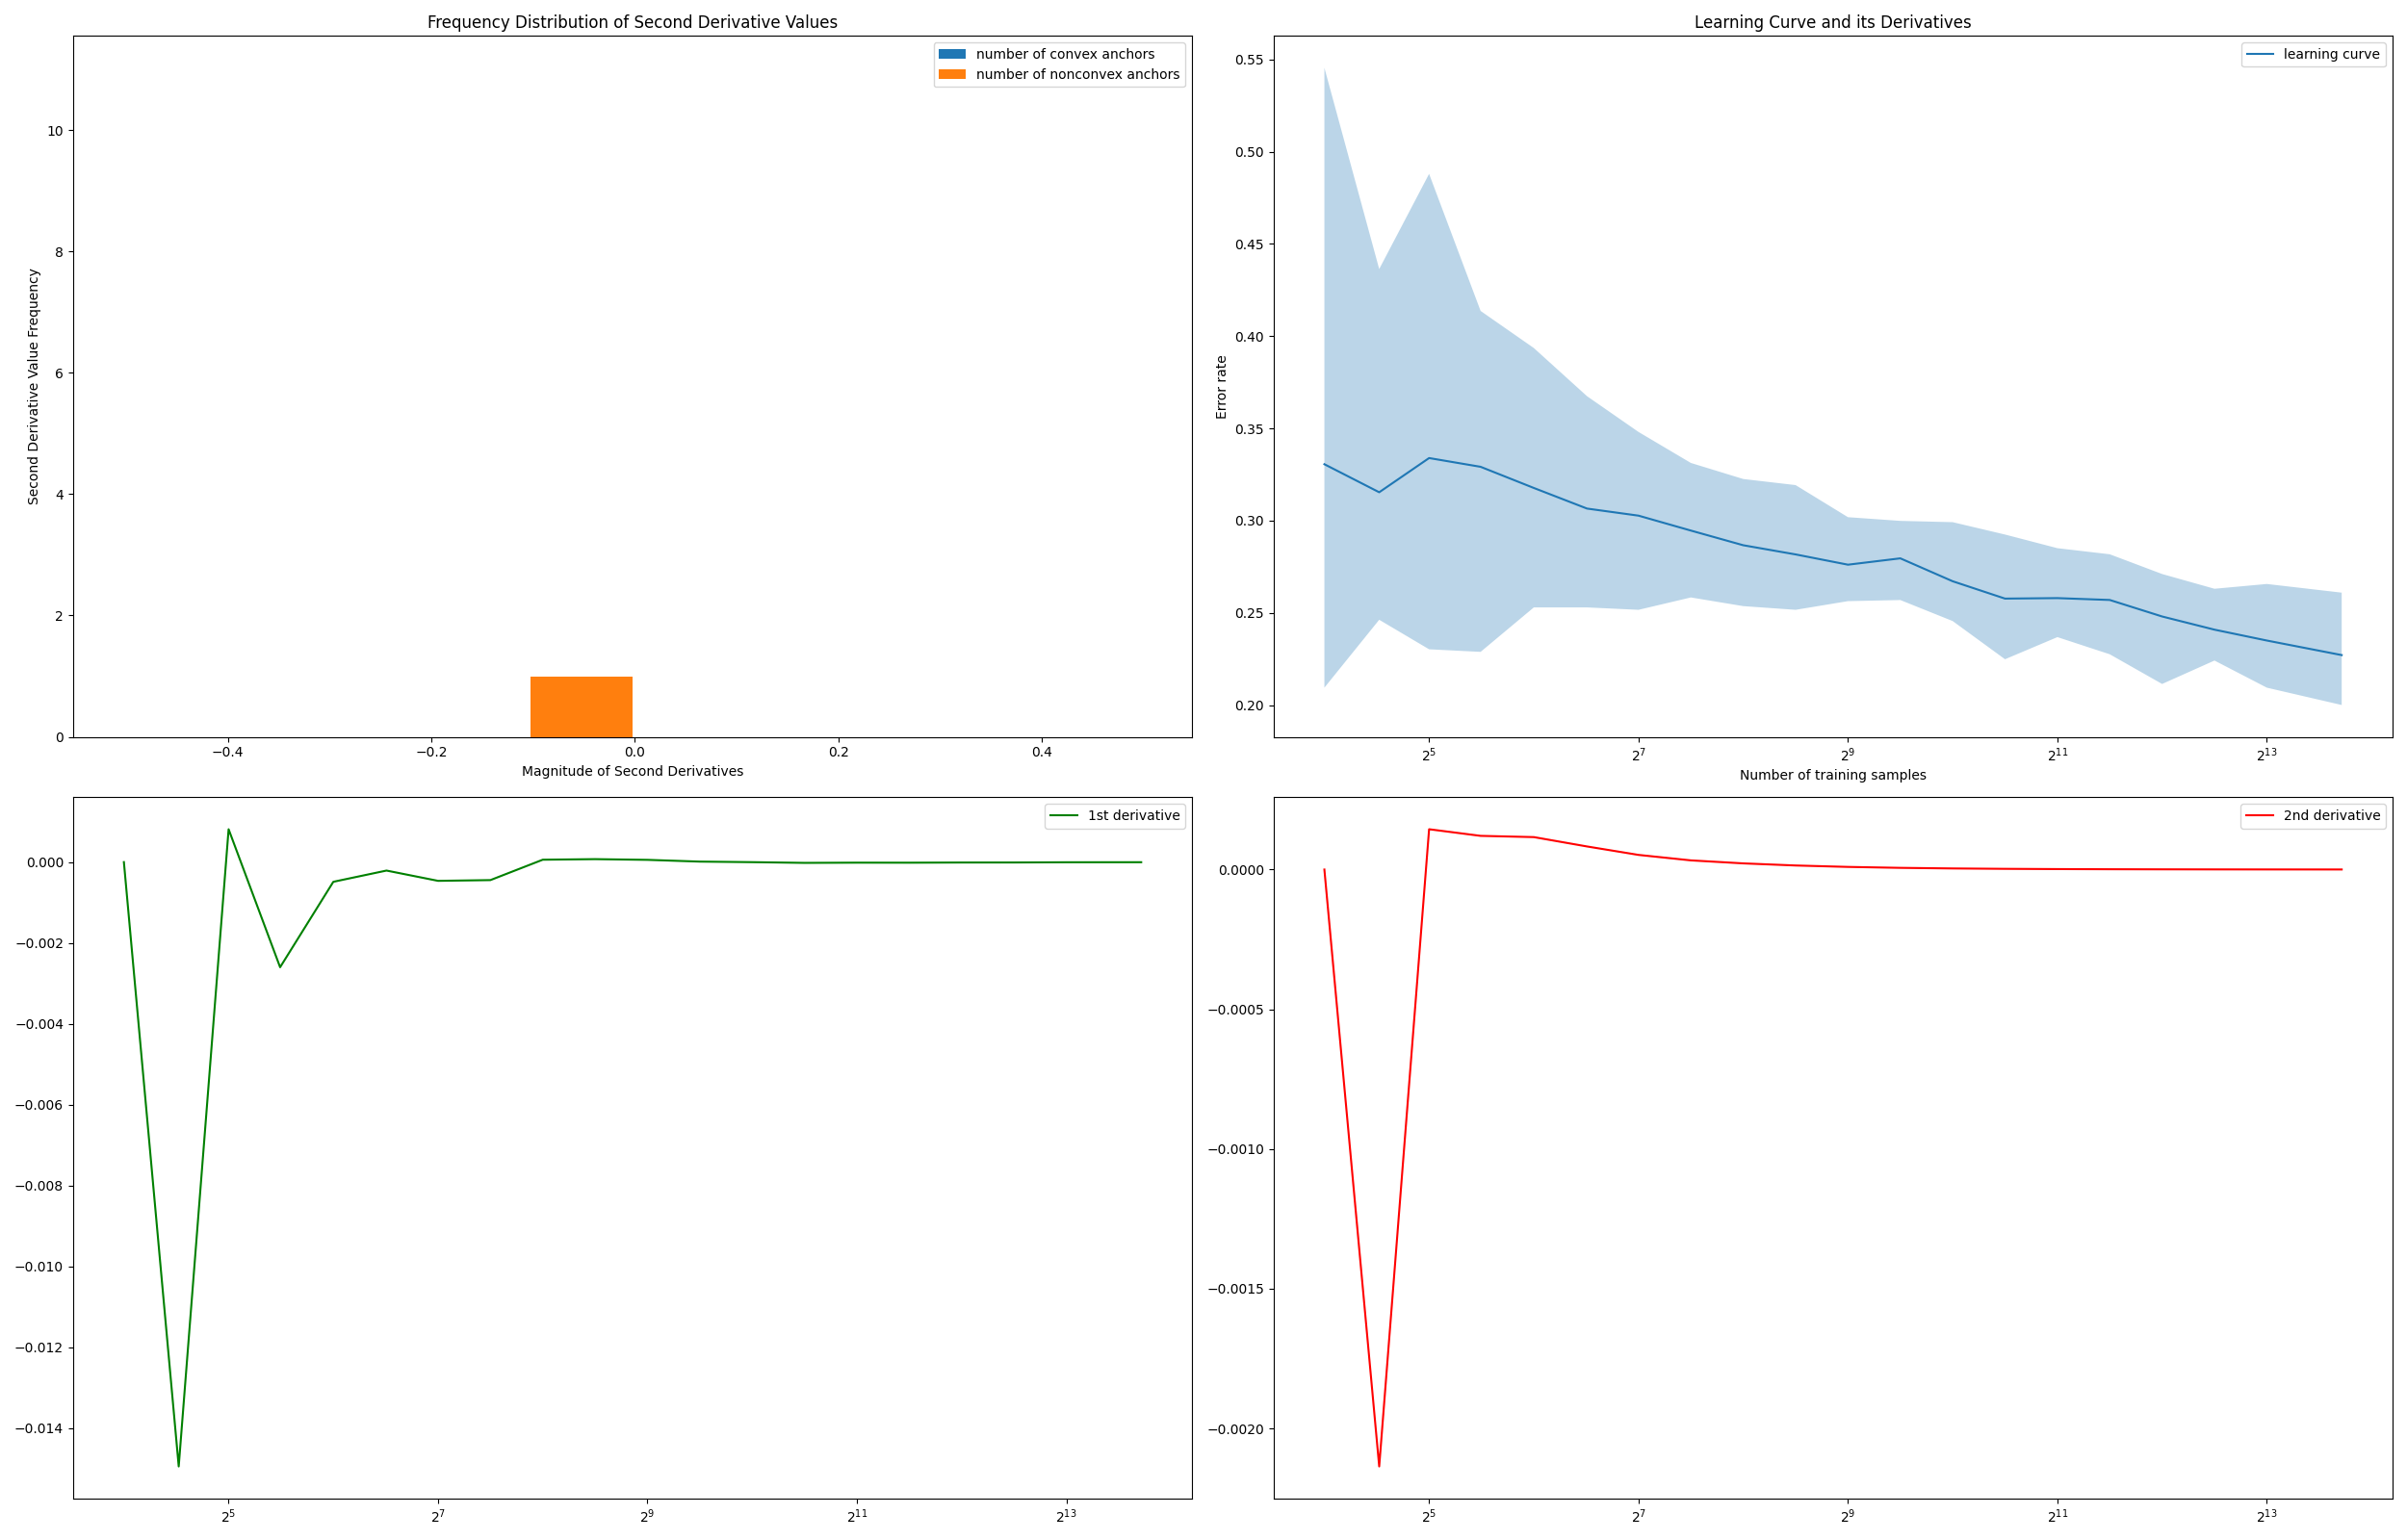 Frequency Distribution of Second Derivative Values
number of convex anchors
number of nonconvex anchors
10
8
6
4
2
0
Second Derivative Value Frequency
−0.4 −0.2 0.0 0.2 0.4
Magnitude of Second Derivatives
Learning Curve and its Derivatives
learning curve
0.55
0.50
0.45
0.40
0.35
0.30
0.25
0.20
Error rate
2^5 2^7 2^9 2^11 2^13
Number of training samples
1st derivative
0.000
−0.002
−0.004
−0.006
−0.008
−0.010
−0.012
−0.014
2^5 2^7 2^9 2^11 2^13
2nd derivative
0.0000
−0.0005
−0.0010
−0.0015
−0.0020
2^5 2^7 2^9 2^11 2^13